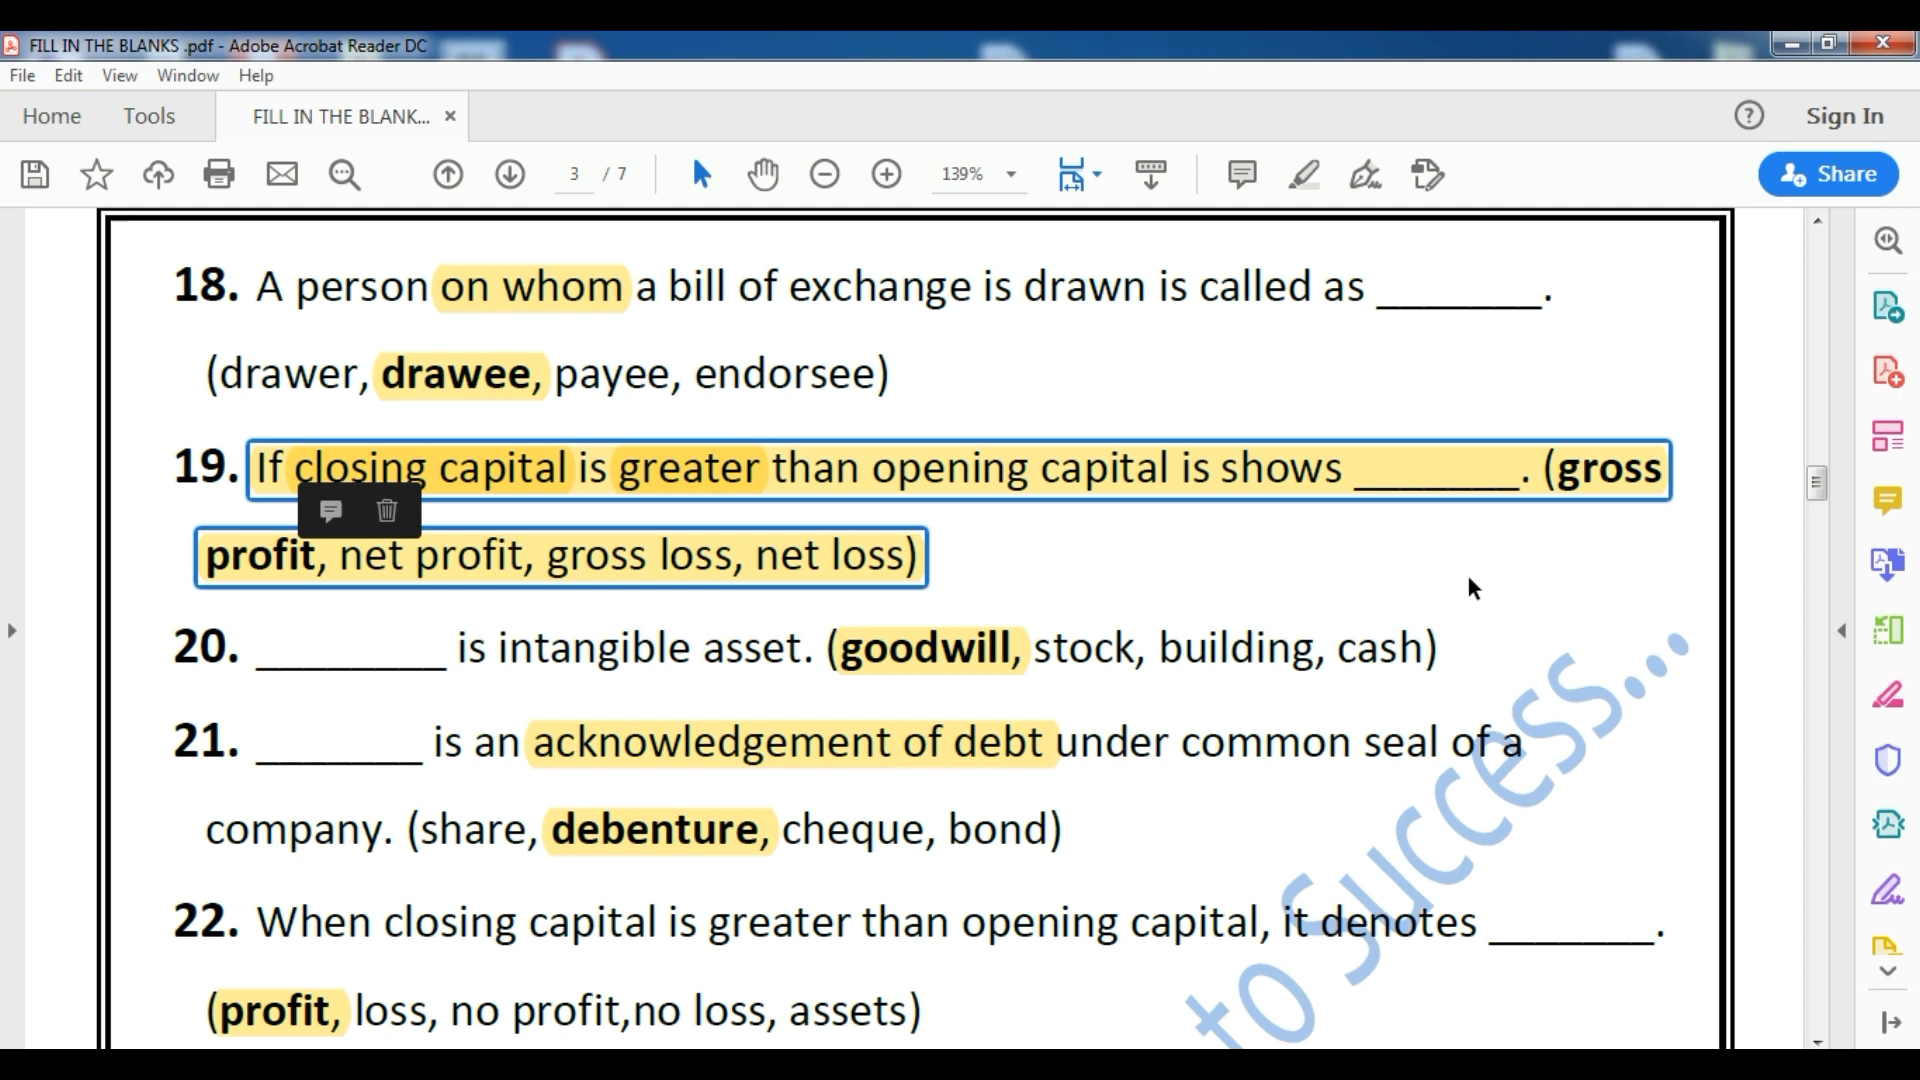 FILL IN THE BLANKS .pdf - Adobe Acrobat Reader DC
File Edit View Window Help
Home Tools FILL IN THE BLANK... × ? Sign In
3 / 7 139% Share
18. A person on whom a bill of exchange is drawn is called as _______.
(drawer, drawee, payee, endorsee)
19. If closing capital is greater than opening capital is shows _______. (gross
profit, net profit, gross loss, net loss)
20. ________ is intangible asset. (goodwill, stock, building, cash)
21. _______ is an acknowledgement of debt under common seal of a
company. (share, debenture, cheque, bond)
22. When closing capital is greater than opening capital, it denotes _______.
(profit, loss, no profit,no loss, assets)
to Success...